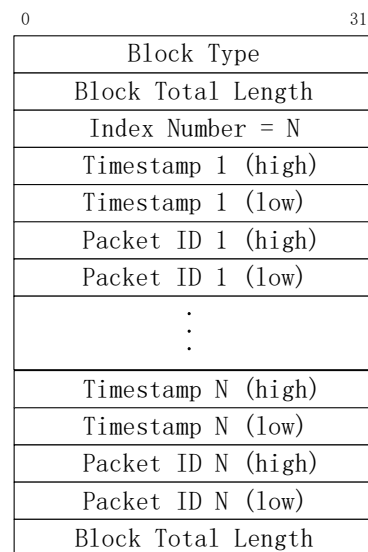 0 31
Block Type
Block Total Length
Index Number = N
Timestamp 1 (high)
Timestamp 1 (low)
Packet ID 1 (high)
Packet ID 1 (low)
.
.
.
Timestamp N (high)
Timestamp N (low)
Packet ID N (high)
Packet ID N (low)
Block Total Length